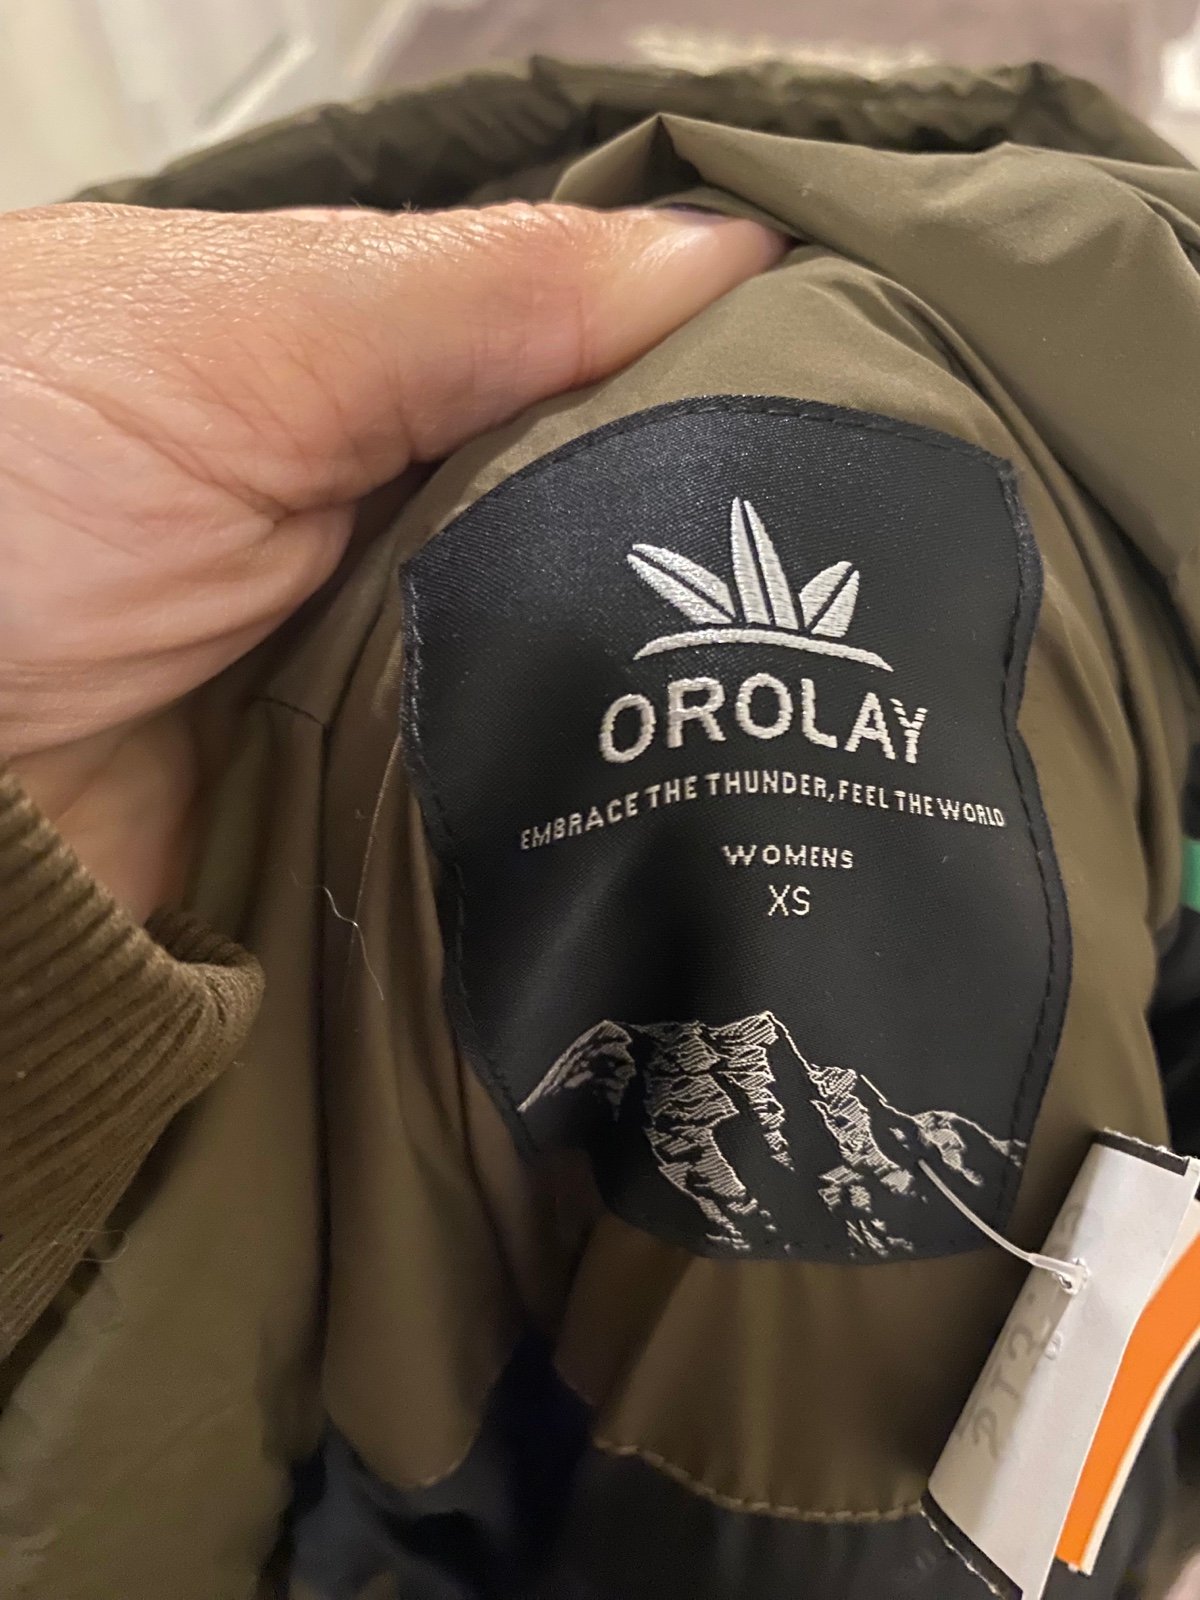 OROLAY
EMBRACE THE THUNDER, FEEL THE WORLD
WOMENS
XS